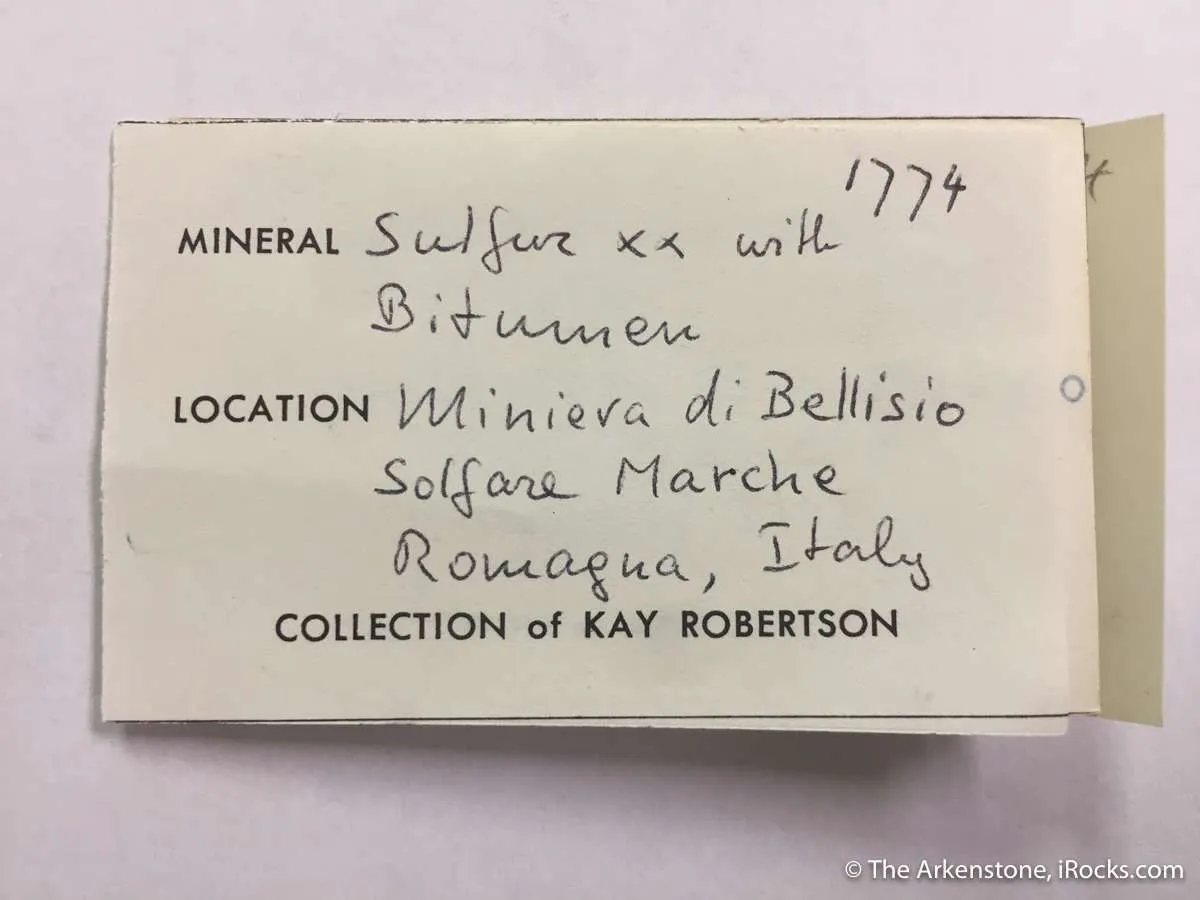 1774
MINERAL Sulfur xx with
Bitumen
LOCATION Miniera di Bellisio
Solfare Marche
Romagna, Italy
COLLECTION of KAY ROBERTSON
© The Arkenstone, iRocks.com